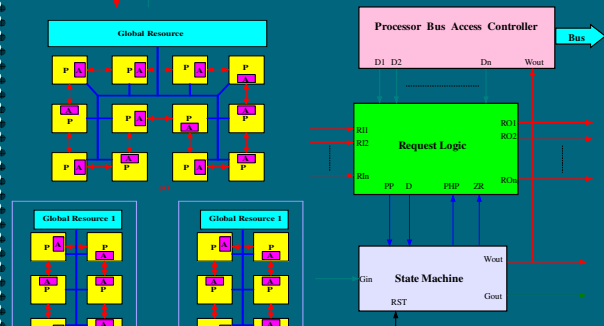 Global Resource
P A
P A
P A
P A
A P
P A
P A
A P
P A
A P
P A
A P
Global Resource 1
P A
A P
A P
A P
P A
A P
Global Resource 1
A P
A P
A P
A P
A P
A P
Processor Bus Access Controller
Bus
D1 D2 Dn Wout
RI1
RI2
RIn
Request Logic
RO1
RO2
ROn
PP D PHP ZR
Gin
State Machine
Wout
Gout
RST